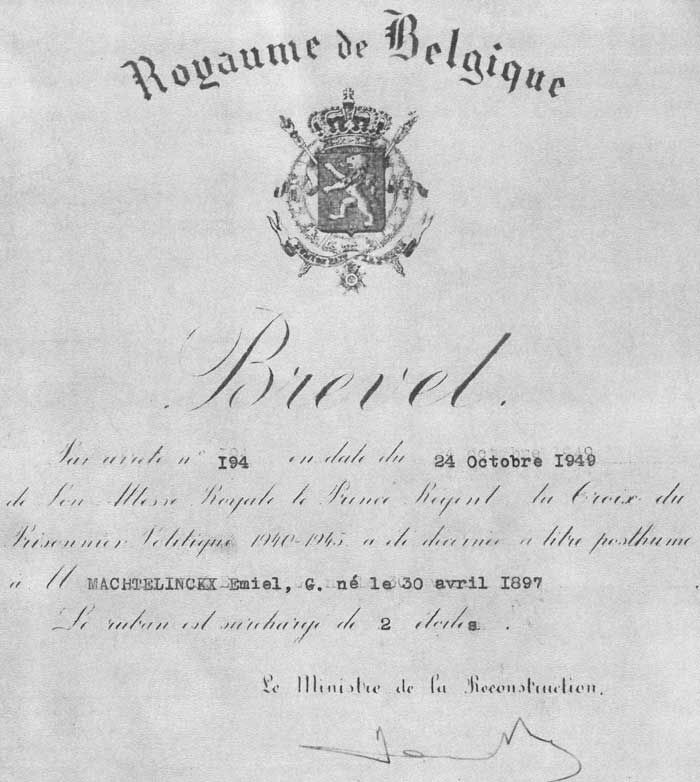 Royaume de Belgique
Brevet.
Par arrêté n° 194 en date du 24 Octobre 1949
de Son Altesse Royale le Prince Régent la Croix du
Prisonnier Politique 1940-1945 a été décernée à titre posthume
à M MACHTELINCKX Emiel, G. né le 30 avril 1897
Le ruban est surchargé de 2 étoiles.
Le Ministre de la Reconstruction.